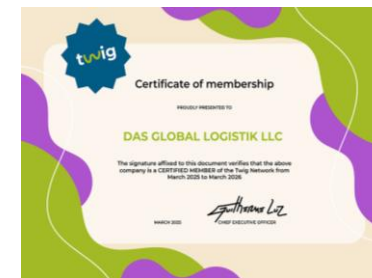 twig
Certificate of membership
PROUDLY PRESENTED TO
DAS GLOBAL LOGISTIK LLC
The signature affixed to this document verifies that the above
company is a CERTIFIED MEMBER of the Twig Network from
March 2025 to March 2026
Guilherme Luz
MARCH 2025
CHIEF EXECUTIVE OFFICER